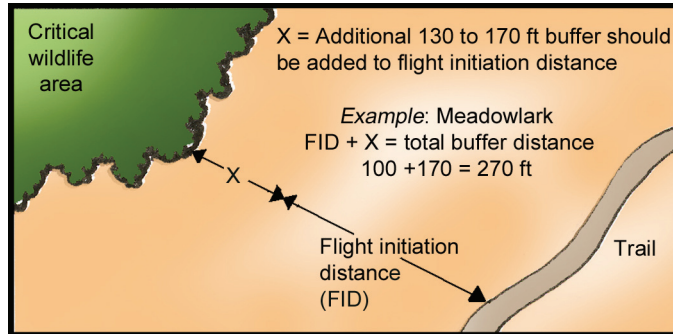 Critical
wildlife
area
X = Additional 130 to 170 ft buffer should
be added to flight initiation distance
Example: Meadowlark
FID + X = total buffer distance
100 +170 = 270 ft
X
Flight initiation
distance
(FID)
Trail